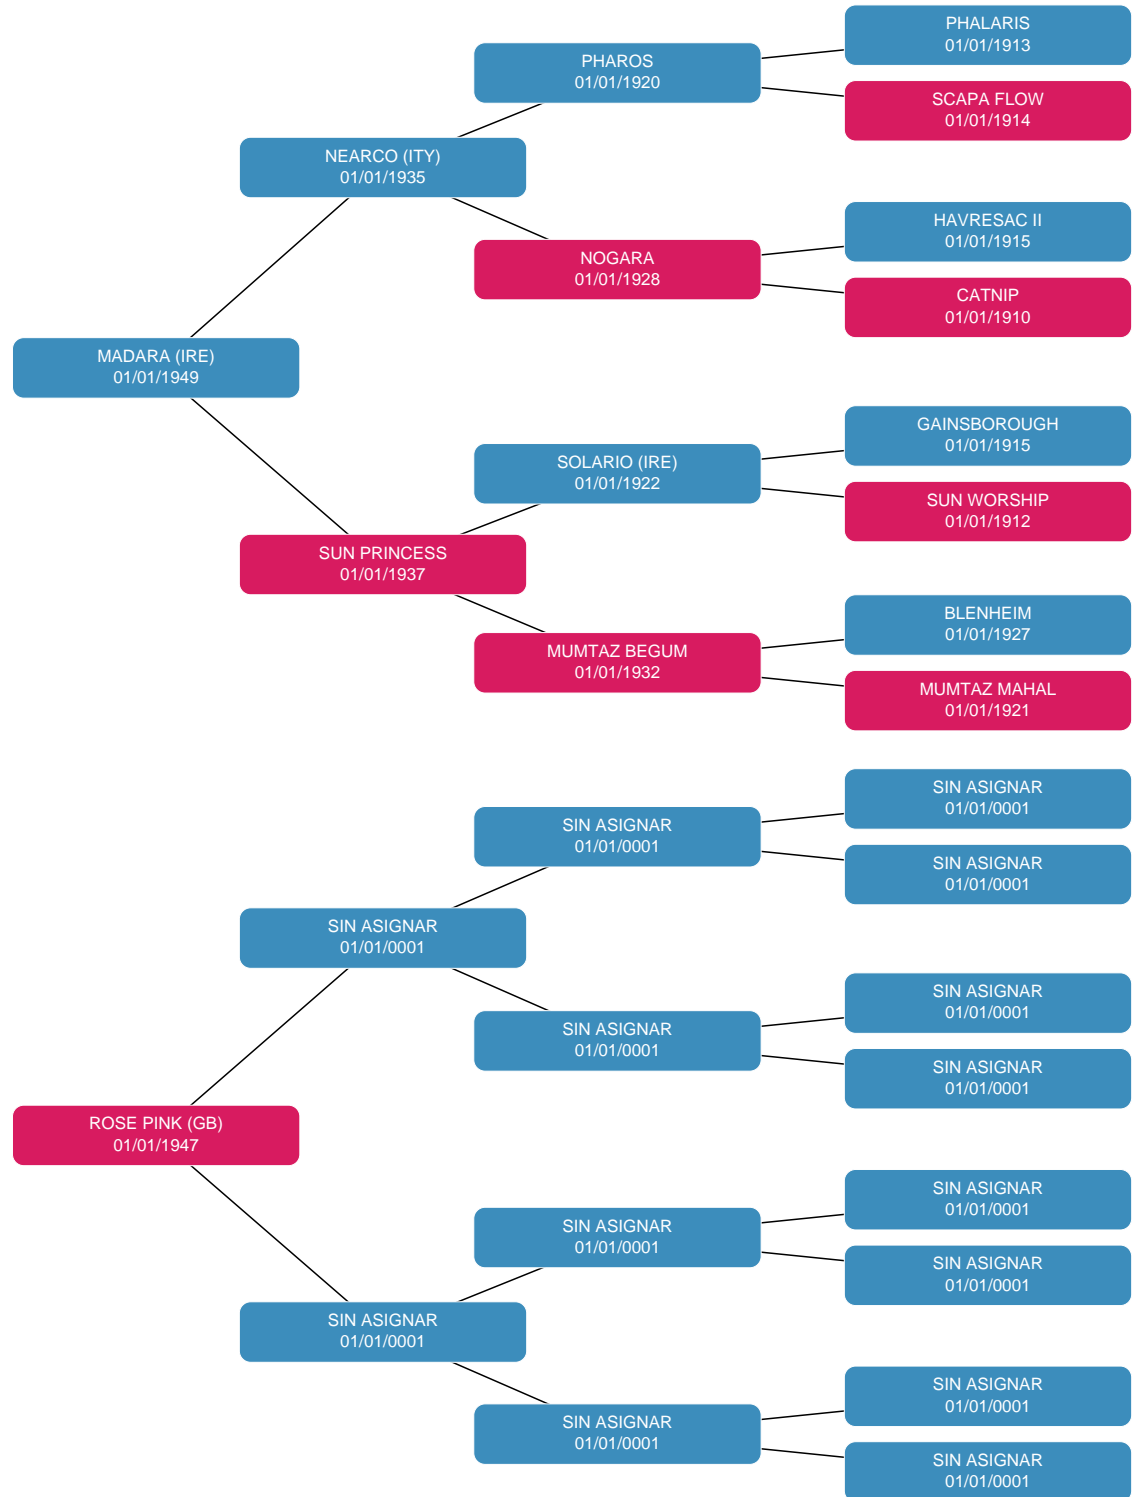 PHALARIS
01/01/1913
PHAROS
01/01/1920
SCAPA FLOW
01/01/1914
NEARCO (ITY)
01/01/1935
HAVRESAC II
01/01/1915
NOGARA
01/01/1928
CATNIP
01/01/1910
MADARA (IRE)
01/01/1949
GAINSBOROUGH
01/01/1915
SOLARIO (IRE)
01/01/1922
SUN WORSHIP
01/01/1912
SUN PRINCESS
01/01/1937
BLENHEIM
01/01/1927
MUMTAZ BEGUM
01/01/1932
MUMTAZ MAHAL
01/01/1921
SIN ASIGNAR
01/01/0001
SIN ASIGNAR
01/01/0001
SIN ASIGNAR
01/01/0001
SIN ASIGNAR
01/01/0001
SIN ASIGNAR
01/01/0001
SIN ASIGNAR
01/01/0001
SIN ASIGNAR
01/01/0001
ROSE PINK (GB)
01/01/1947
SIN ASIGNAR
01/01/0001
SIN ASIGNAR
01/01/0001
SIN ASIGNAR
01/01/0001
SIN ASIGNAR
01/01/0001
SIN ASIGNAR
01/01/0001
SIN ASIGNAR
01/01/0001
SIN ASIGNAR
01/01/0001